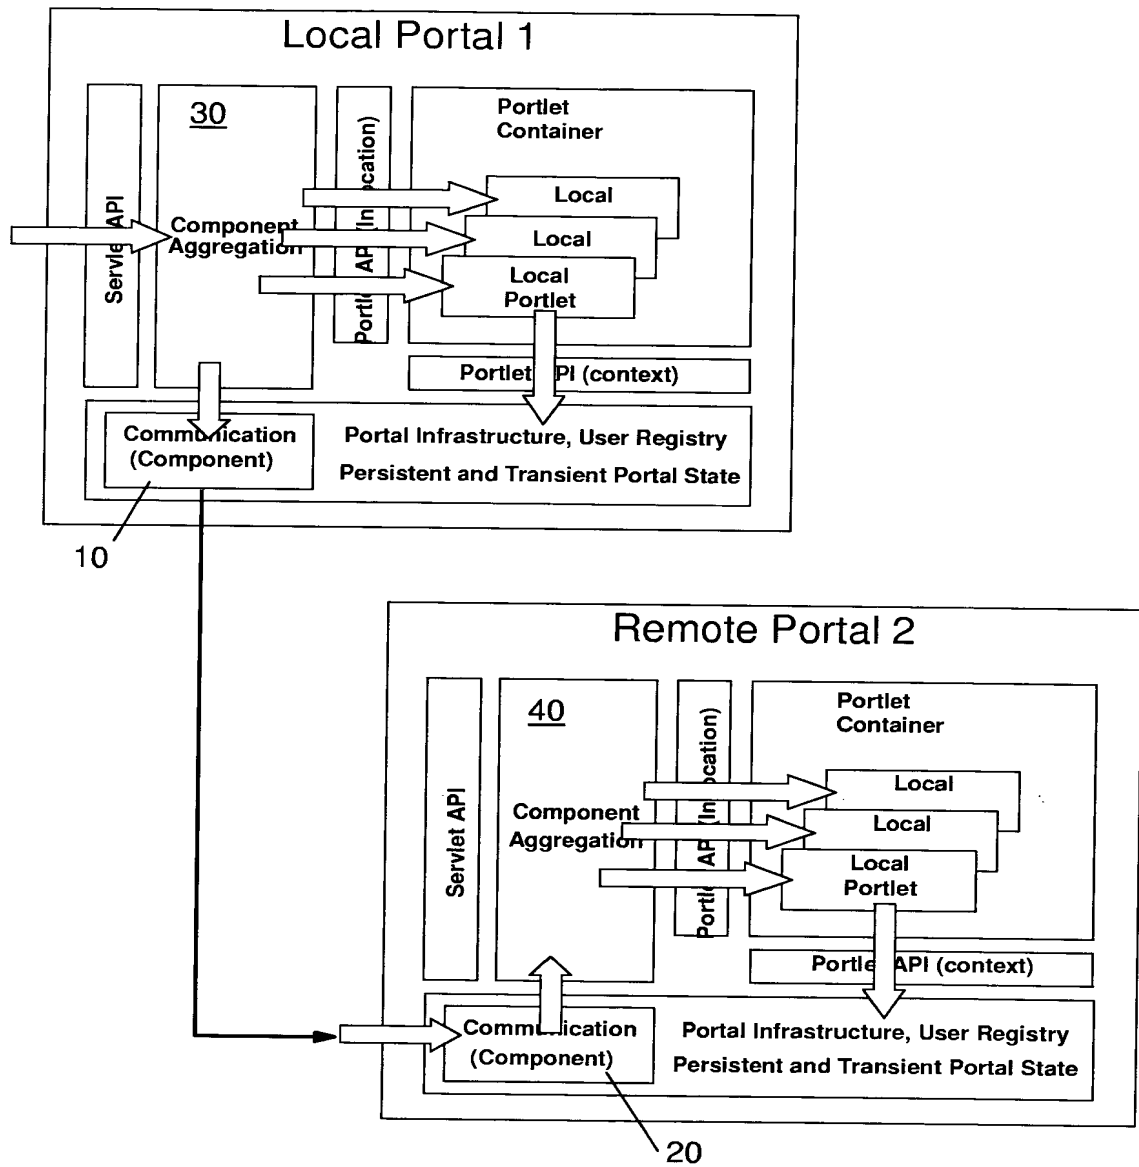 Local Portal 1
30
Portlet
Container
Servlet API
Component
Aggregation
Local
Local
Local
Portlet
Portlet API (context)
Communication
(Component)
Portal Infrastructure, User Registry
Persistent and Transient Portal State
10
Remote Portal 2
40
Portlet
Container
Servlet API
Component
Aggregation
Local
Local
Local
Portlet
Portlet API (context)
Communication
(Component)
Portal Infrastructure, User Registry
Persistent and Transient Portal State
20